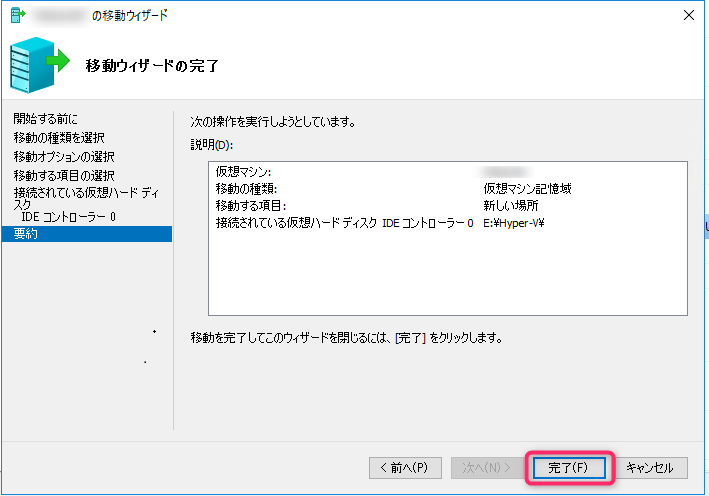 の移動ウィザード
移動ウィザードの完了
開始する前に
移動の種類を選択
移動オプションの選択
移動する項目の選択
接続されている仮想ハード ディ
スク
IDE コントローラー 0
要約
次の操作を実行しようとしています。
説明(D):
仮想マシン:
移動の種類: 仮想マシン記憶域
移動する項目: 新しい場所
接続されている仮想ハード ディスク IDE コントローラー 0 E:¥Hyper-V¥
移動を完了してこのウィザードを閉じるには、[完了] をクリックします。
< 前へ(P) 次へ(N) > 完了(F) キャンセル